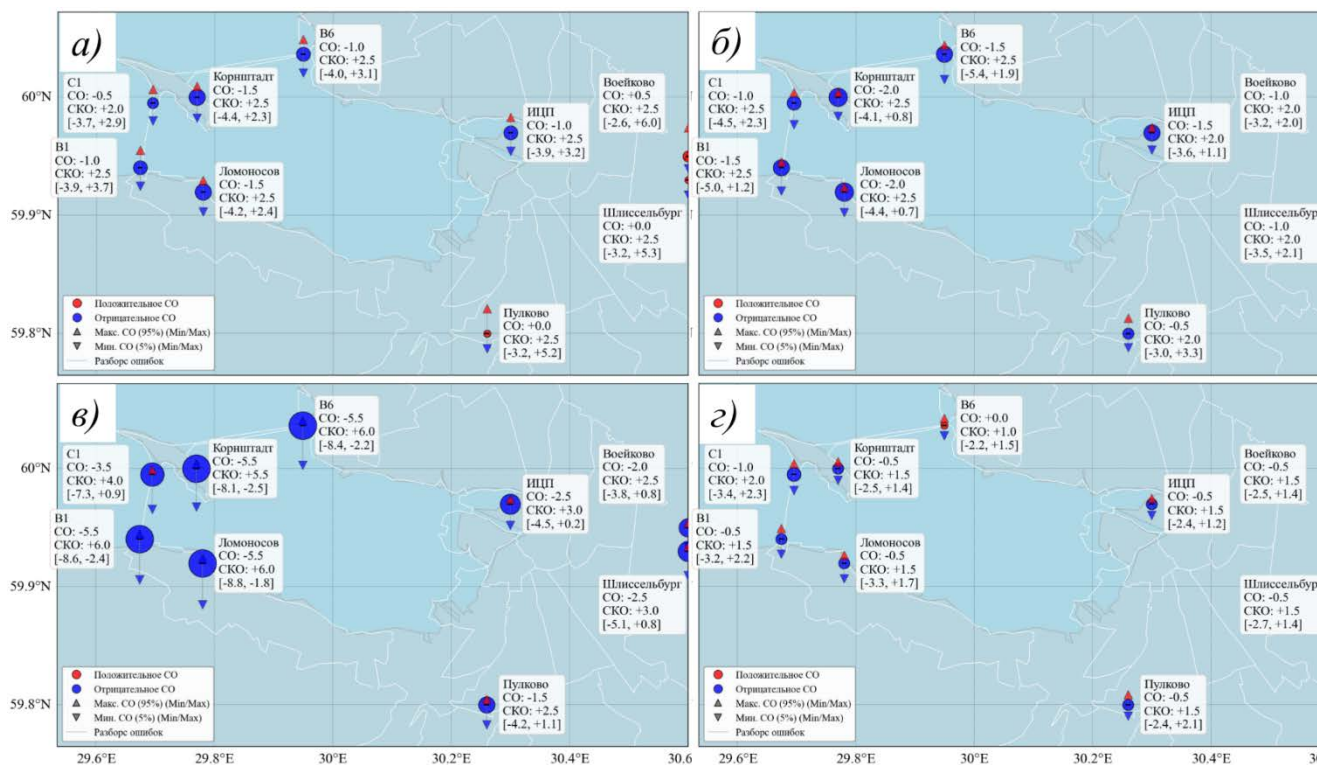 а)
В6
СО: -1.0
СКО: +2.5
[-4.0, +3.1]
С1
СО: -0.5
СКО: +2.0
[-3.7, +2.9]
Корнштадт
СО: -1.5
СКО: +2.5
[-4.4, +2.3]
Воейково
СО: +0.5
СКО: +2.5
[-2.6, +6.0]
ИЦП
СО: -1.0
СКО: +2.5
[-3.9, +3.2]
В1
СО: -1.0
СКО: +2.5
[-3.9, +3.7]
Ломоносов
СО: -1.5
СКО: +2.5
[-4.2, +2.4]
Шлиссельбург
СО: +0.0
СКО: +2.5
[-3.2, +5.3]
Пулково
СО: +0.0
СКО: +2.5
[-3.2, +5.2]
Положительное СО
Отрицательное СО
Макс. СО (95%) (Min/Max)
Мин. СО (5%) (Min/Max)
Разборс ошибок
60°N
59.9°N
59.8°N
б)
В6
СО: -1.5
СКО: +2.5
[-5.4, +1.9]
С1
СО: -1.0
СКО: +2.5
[-4.5, +2.3]
Корнштадт
СО: -2.0
СКО: +2.5
[-4.1, +0.8]
Воейково
СО: -1.0
СКО: +2.0
[-3.2, +2.0]
ИЦП
СО: -1.5
СКО: +2.0
[-3.6, +1.1]
В1
СО: -1.5
СКО: +2.5
[-5.0, +1.2]
Ломоносов
СО: -2.0
СКО: +2.5
[-4.4, +0.7]
Шлиссельбург
СО: -1.0
СКО: +2.0
[-3.5, +2.1]
Пулково
СО: -0.5
СКО: +2.0
[-3.0, +3.3]
Положительное СО
Отрицательное СО
Макс. СО (95%) (Min/Max)
Мин. СО (5%) (Min/Max)
Разборс ошибок
в)
В6
СО: -5.5
СКО: +6.0
[-8.4, -2.2]
С1
СО: -3.5
СКО: +4.0
[-7.3, +0.9]
Корнштадт
СО: -5.5
СКО: +5.5
[-8.1, -2.5]
Воейково
СО: -2.0
СКО: +2.5
[-3.8, +0.8]
ИЦП
СО: -2.5
СКО: +3.0
[-4.5, +0.2]
В1
СО: -5.5
СКО: +6.0
[-8.6, -2.4]
Ломоносов
СО: -5.5
СКО: +6.0
[-8.8, -1.8]
Шлиссельбург
СО: -2.5
СКО: +3.0
[-5.1, +0.8]
Пулково
СО: -1.5
СКО: +2.5
[-4.2, +1.1]
Положительное СО
Отрицательное СО
Макс. СО (95%) (Min/Max)
Мин. СО (5%) (Min/Max)
Разборс ошибок
60°N
59.9°N
59.8°N
29.6°E 29.8°E 30°E 30.2°E 30.4°E 30.6
г)
В6
СО: +0.0
СКО: +1.0
[-2.2, +1.5]
С1
СО: -1.0
СКО: +2.0
[-3.4, +2.3]
Корнштадт
СО: -0.5
СКО: +1.5
[-2.5, +1.4]
Воейково
СО: -0.5
СКО: +1.5
[-2.5, +1.4]
ИЦП
СО: -0.5
СКО: +1.5
[-2.4, +1.2]
В1
СО: -0.5
СКО: +1.5
[-3.2, +2.2]
Ломоносов
СО: -0.5
СКО: +1.5
[-3.3, +1.7]
Шлиссельбург
СО: -0.5
СКО: +1.5
[-2.7, +1.4]
Пулково
СО: -0.5
СКО: +1.5
[-2.4, +2.1]
Положительное СО
Отрицательное СО
Макс. СО (95%) (Min/Max)
Мин. СО (5%) (Min/Max)
Разборс ошибок
29.6°E 29.8°E 30°E 30.2°E 30.4°E 30.6°E